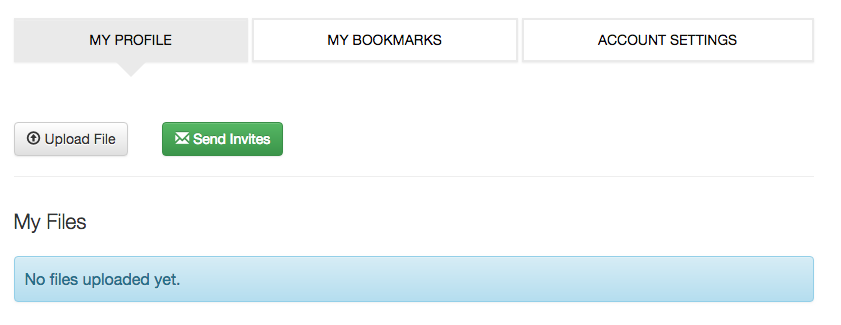 MY PROFILE MY BOOKMARKS ACCOUNT SETTINGS
Upload File Send Invites
My Files
No files uploaded yet.